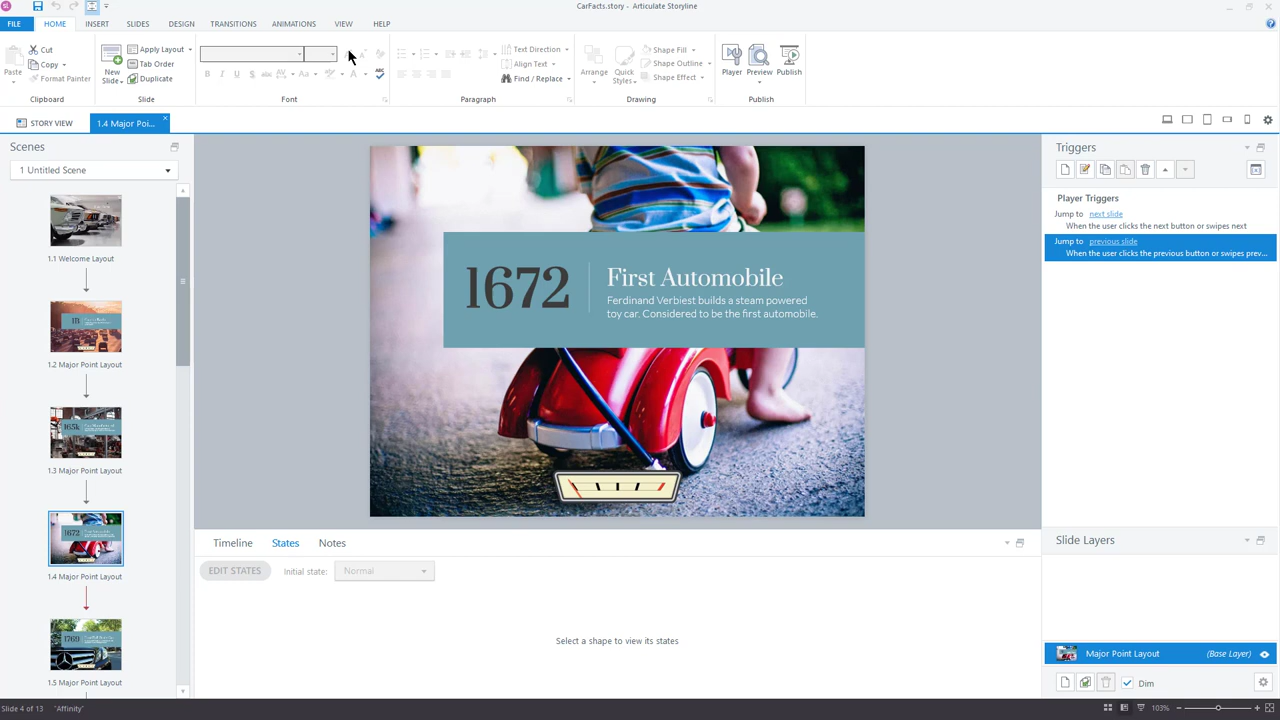 CarFacts.story - Articulate Storyline
FILE HOME INSERT SLIDES DESIGN TRANSITIONS ANIMATIONS VIEW HELP
Paste
Cut
Copy
Format Painter
Clipboard
New Slide
Apply Layout
Tab Order
Duplicate
Slide
Font
Text Direction
Align Text
Find / Replace
Paragraph
Arrange
Quick Styles
Shape Fill
Shape Outline
Shape Effect
Drawing
Player
Preview
Publish
Publish
STORY VIEW
1.4 Major Poi...
Scenes
1 Untitled Scene
1.1 Welcome Layout
1.2 Major Point Layout
1.3 Major Point Layout
1672
1.4 Major Point Layout
1769
1.5 Major Point Layout
1672
First Automobile
Ferdinand Verbiest builds a steam powered
toy car. Considered to be the first automobile.
Timeline States Notes
EDIT STATES
Initial state:
Normal
Select a shape to view its states
Triggers
Player Triggers
Jump to next slide
When the user clicks the next button or swipes next
Jump to previous slide
When the user clicks the previous button or swipes prev...
Slide Layers
Major Point Layout (Base Layer)
Dim
Slide 4 of 13
"Affinity"
103%